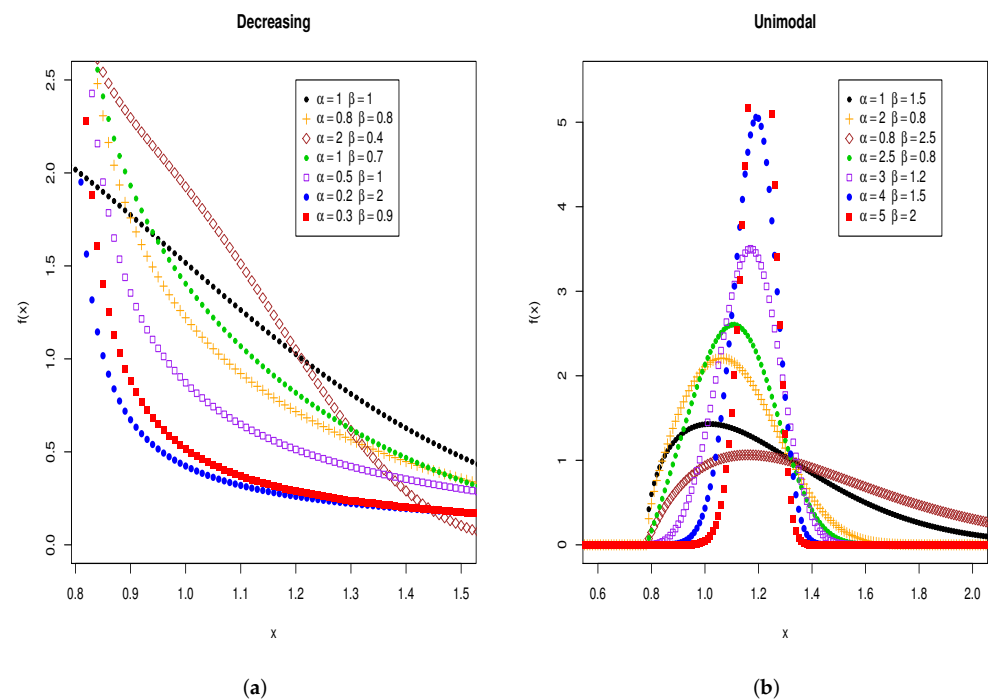 Decreasing
2.5
2.0
1.5
1.0
0.5
0.0
f(x)
α = 1 β = 1
α = 0.8 β = 0.8
α = 2 β = 0.4
α = 1 β = 0.7
α = 0.5 β = 1
α = 0.2 β = 2
α = 0.3 β = 0.9
0.8 0.9 1.0 1.1 1.2 1.3 1.4 1.5
x
(a)
Unimodal
5
4
3
2
1
0
f(x)
α = 1 β = 1.5
α = 2 β = 0.8
α = 0.8 β = 2.5
α = 2.5 β = 0.8
α = 3 β = 1.2
α = 4 β = 1.5
α = 5 β = 2
0.6 0.8 1.0 1.2 1.4 1.6 1.8 2.0
x
(b)